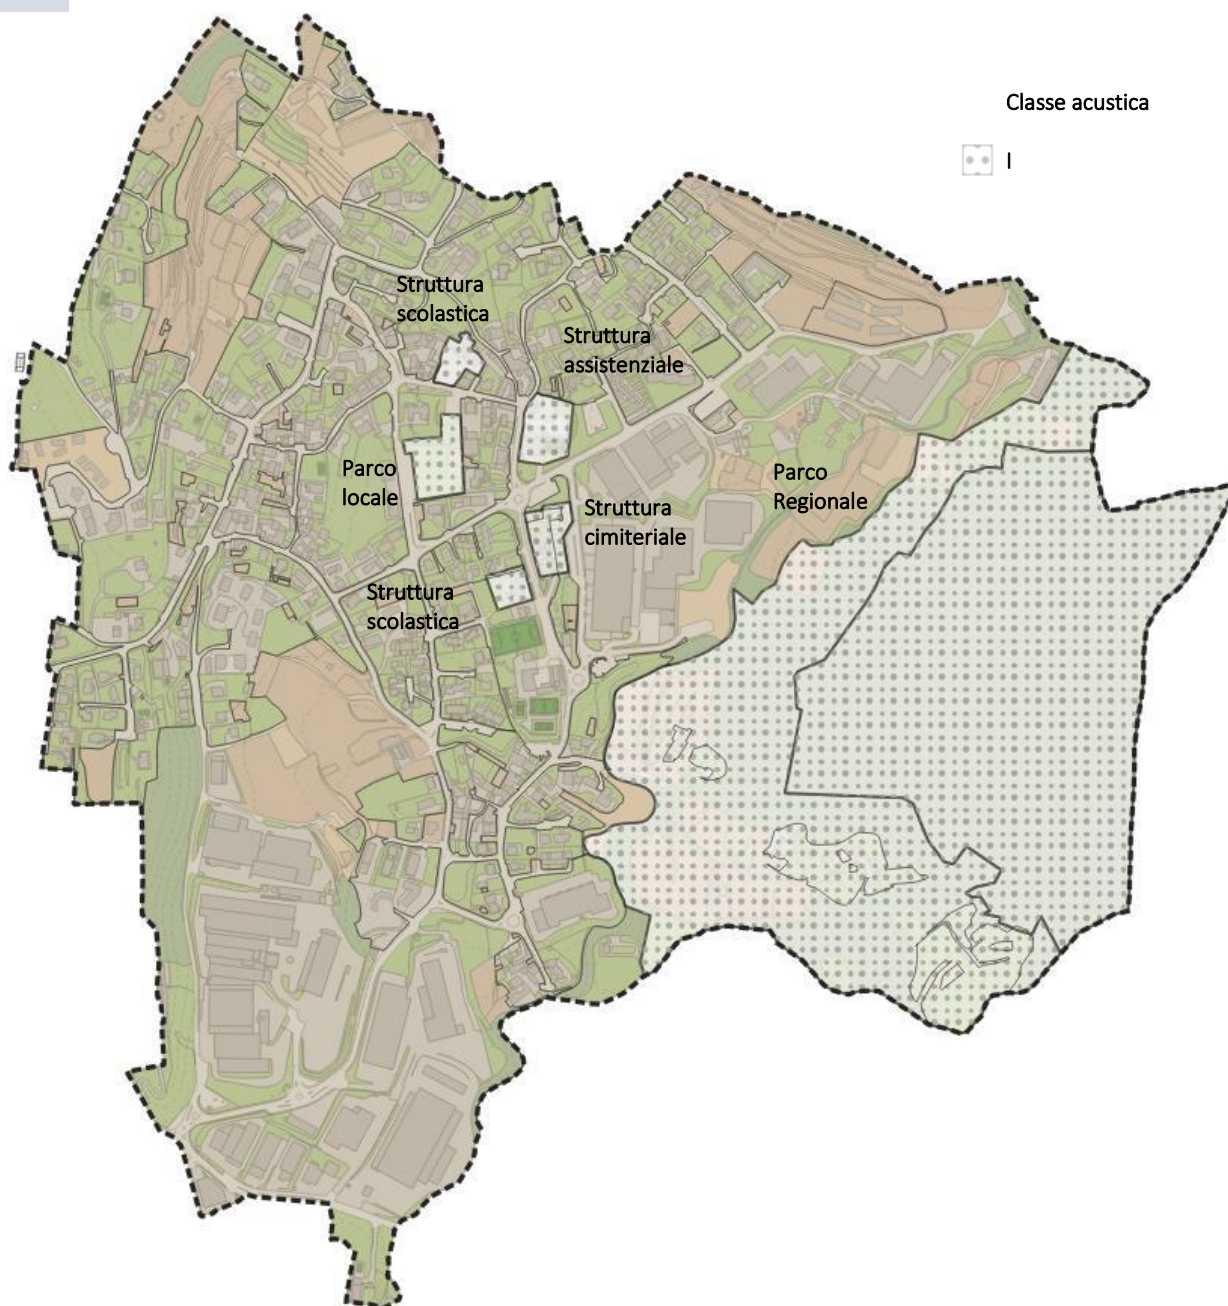 Classe acustica
I
Struttura
scolastica
Struttura
assistenziale
Parco
locale
Parco
Regionale
Struttura
cimiteriale
Struttura
scolastica